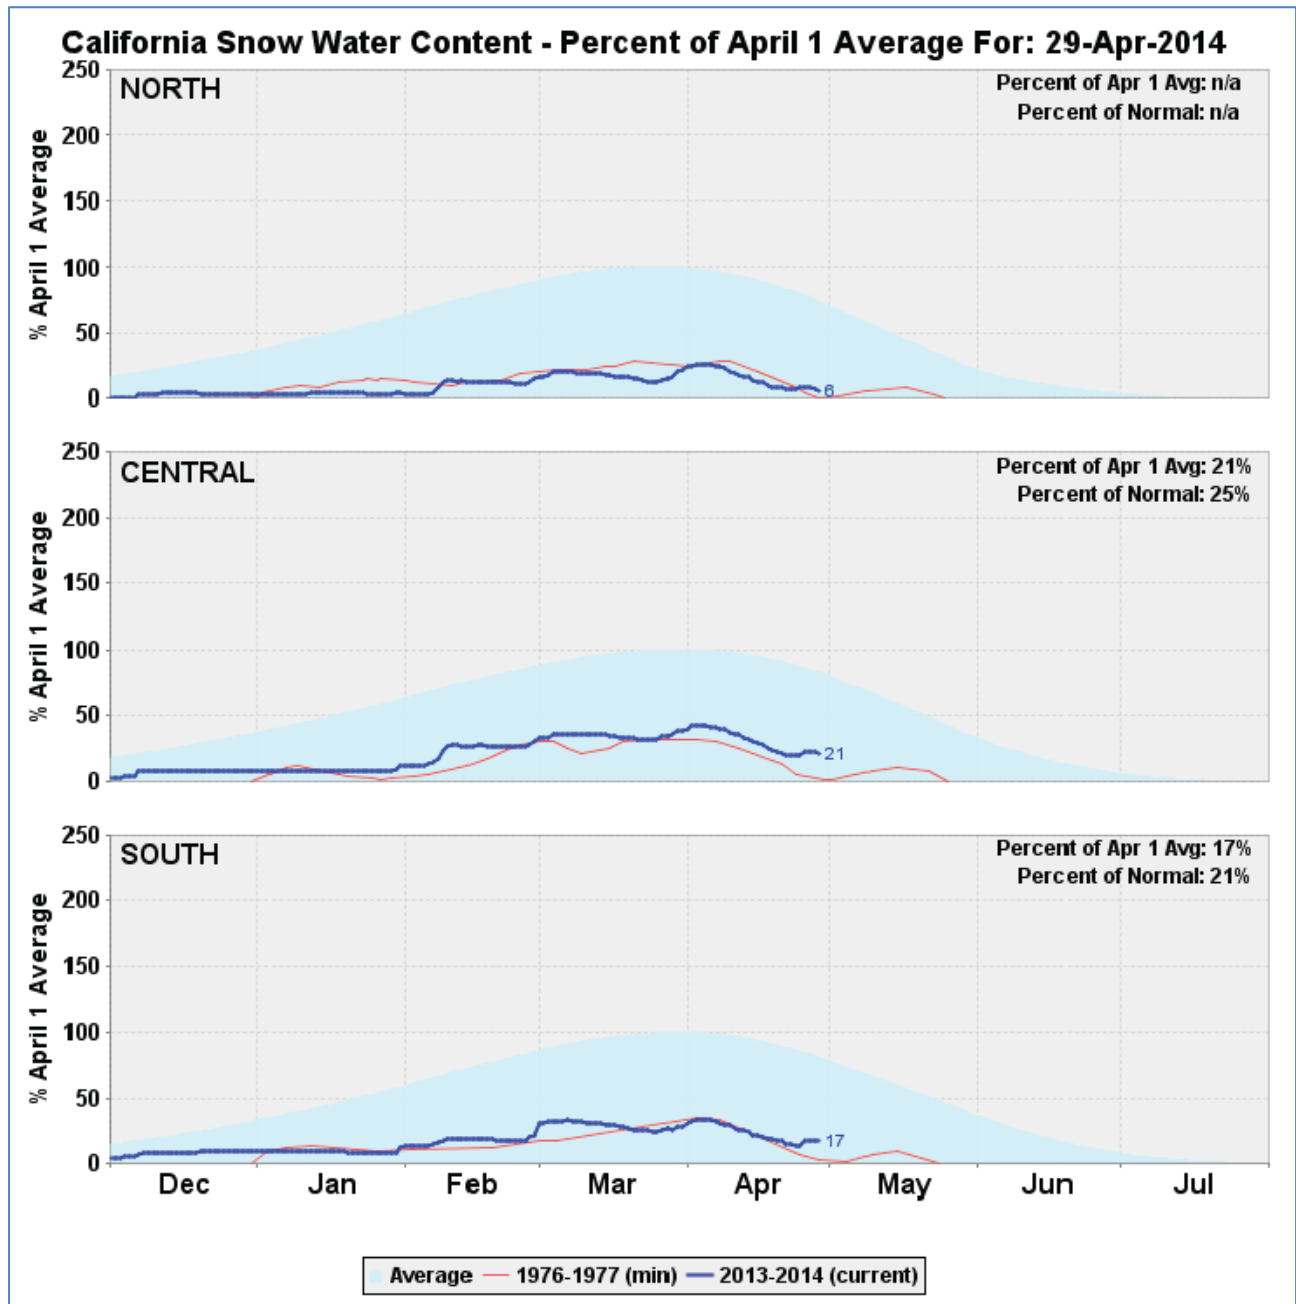 California Snow Water Content - Percent of April 1 Average For: 29-Apr-2014
250
NORTH
Percent of Apr 1 Avg: n/a
Percent of Normal: n/a
200
150
100
50
0
% April 1 Average
6
250
CENTRAL
Percent of Apr 1 Avg: 21%
Percent of Normal: 25%
200
150
100
50
0
% April 1 Average
21
250
SOUTH
Percent of Apr 1 Avg: 17%
Percent of Normal: 21%
200
150
100
50
0
% April 1 Average
17
Dec Jan Feb Mar Apr May Jun Jul
Average 1976-1977 (min) 2013-2014 (current)